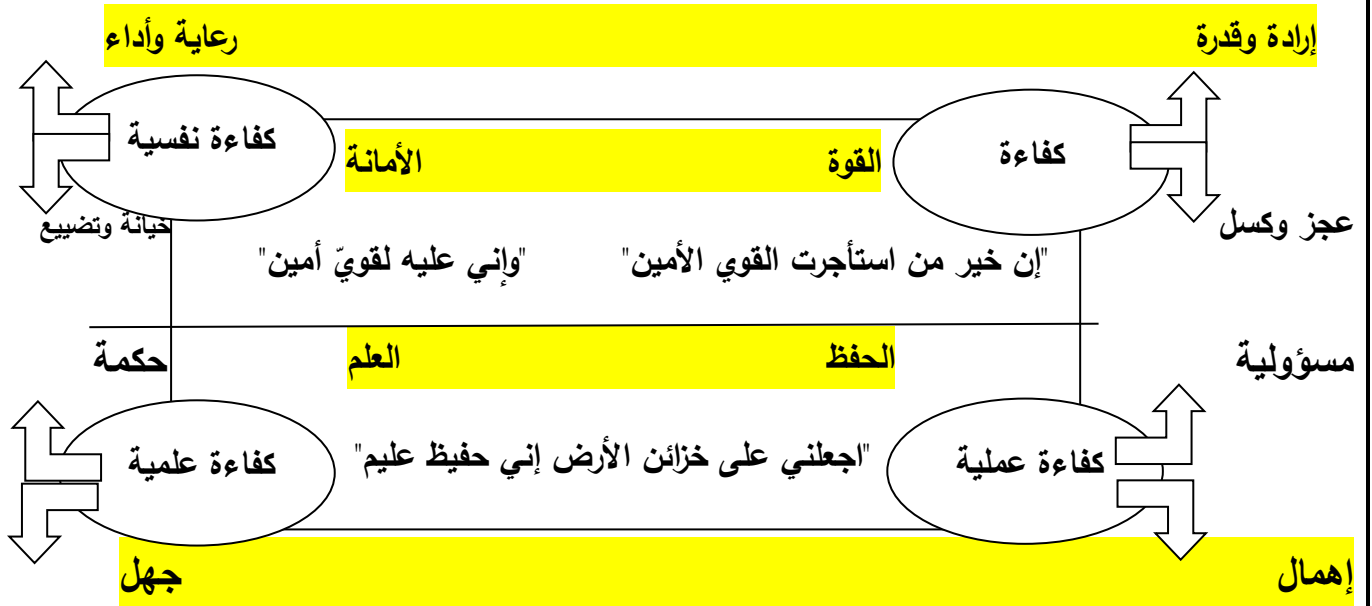 إرادة وقدرة رعاية وأداء
كفاءة القوة الأمانة كفاءة نفسية
عجز وكسل خيانة وتضييع
"إن خير من استأجرت القوي الأمين" "وإني عليه لقويّ أمين"
مسؤولية الحفظ العلم حكمة
كفاءة عملية "اجعلني على خزائن الأرض إني حفيظ عليم" كفاءة علمية
إهمال جهل